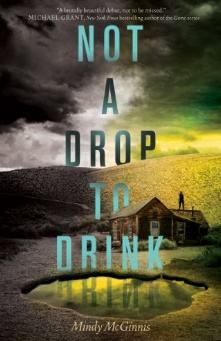 "A brutally beautiful debut, not to be missed."
MICHAEL GRANT, New York Times bestselling author of the Gone series
NOT
A
DROP
TO
DRINK
DRINK
Mindy McGinnis